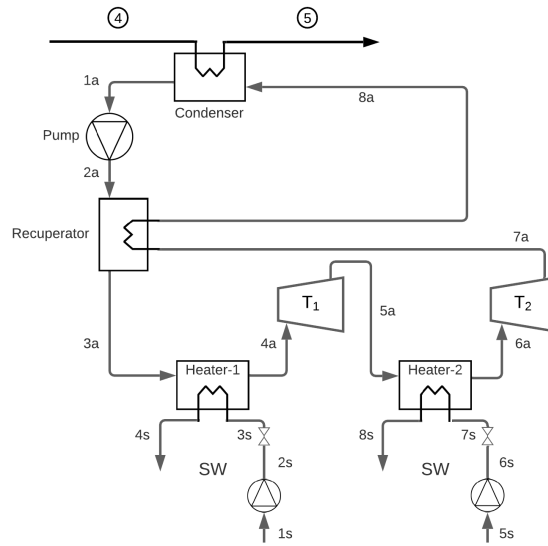 4 5
1a
8a
Condenser
Pump
2a
Recuperator
7a
T1 T2
5a
3a 4a 6a
Heater-1 Heater-2
4s 3s 8s 7s
SW SW
2s 6s
1s 5s